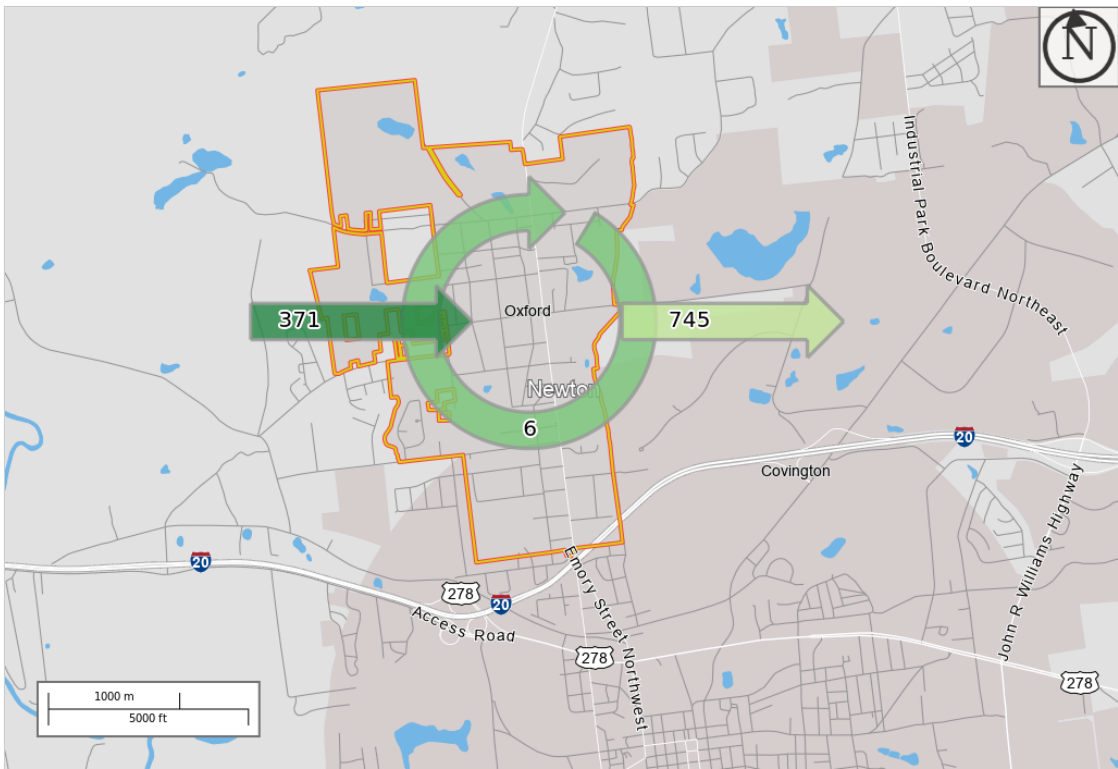 N
Industrial Park Boulevard Northeast
Oxford
371
745
Newton
6
20
Covington
20
278
20
Access Road
Emory Street Northwest
John R Williams Highway
278
278
1000 m
5000 ft